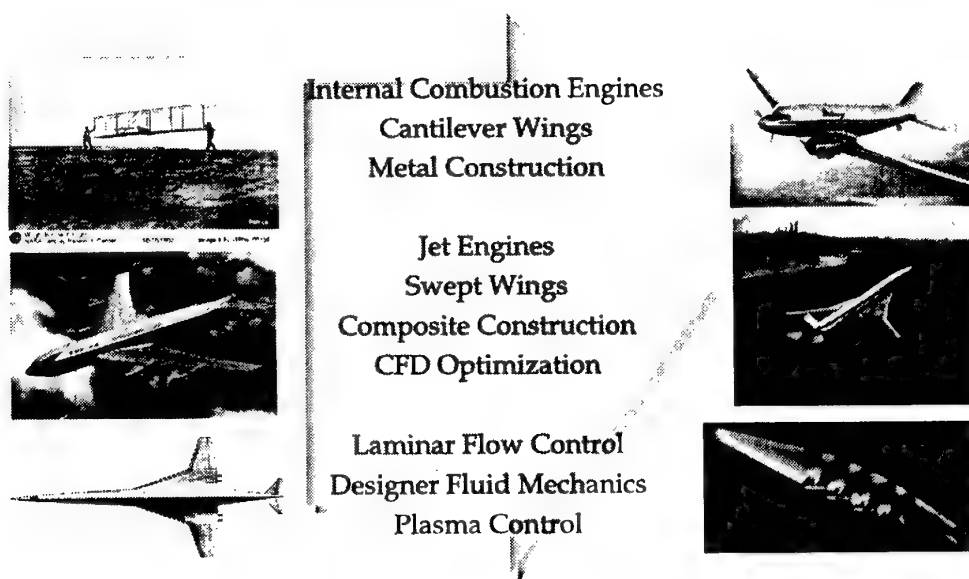 Internal Combustion Engines
Cantilever Wings
Metal Construction
Jet Engines
Swept Wings
Composite Construction
CFD Optimization
Laminar Flow Control
Designer Fluid Mechanics
Plasma Control